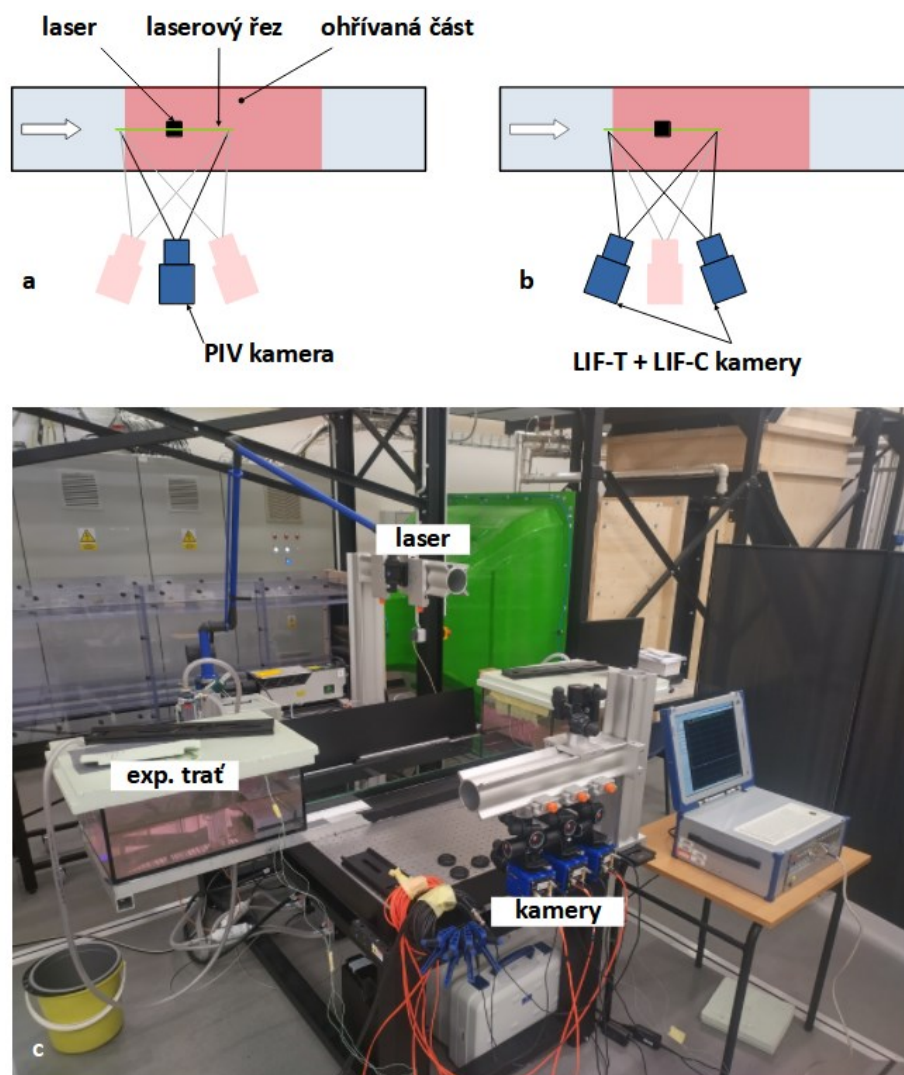 laser
laserový řez
ohřívaná část
a
PIV kamera
b
LIF-T + LIF-C kamery
laser
exp. trať
kamery
c